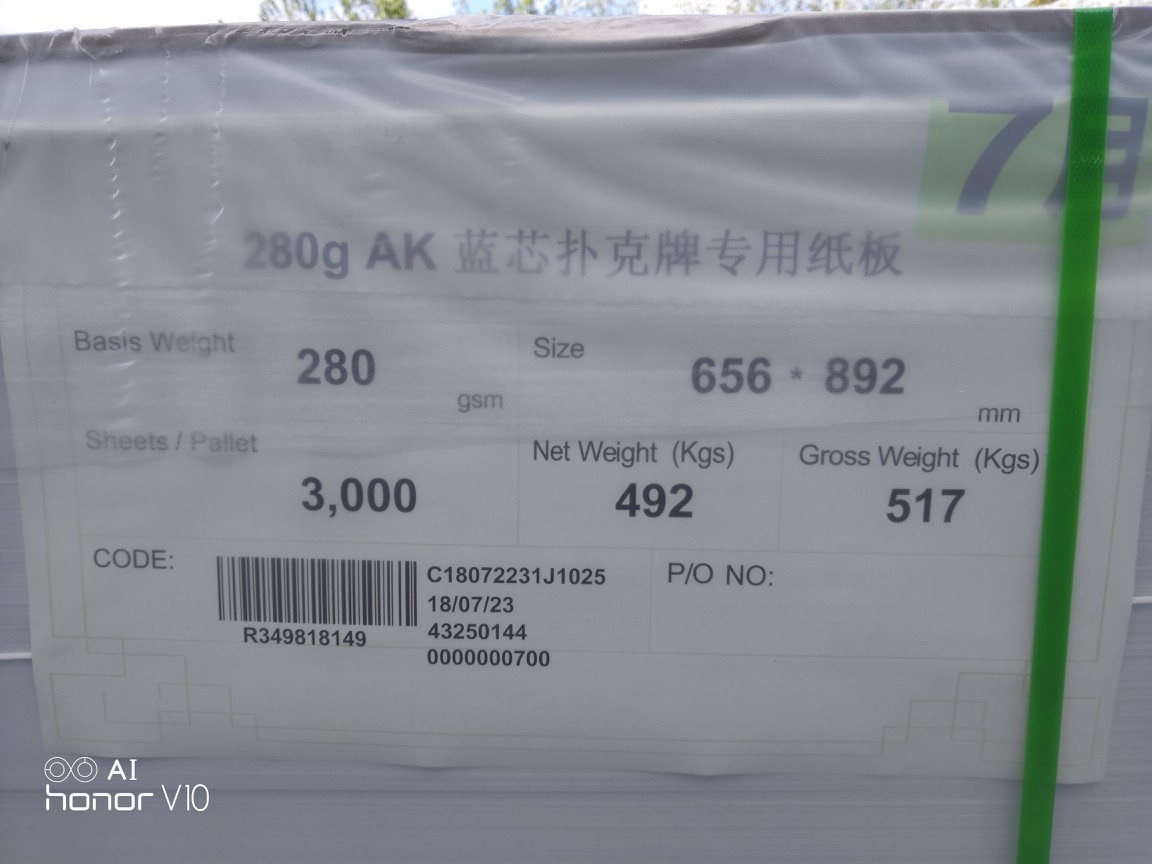 7月
280g AK 蓝芯扑克牌专用纸板
Basis Weight 280 gsm
Size 656 * 892 mm
Sheets / Pallet 3,000
Net Weight (Kgs) 492
Gross Weight (Kgs) 517
CODE:
R349818149
C18072231J1025
18/07/23
43250144
0000000700
P/O NO:
AI
honor V10